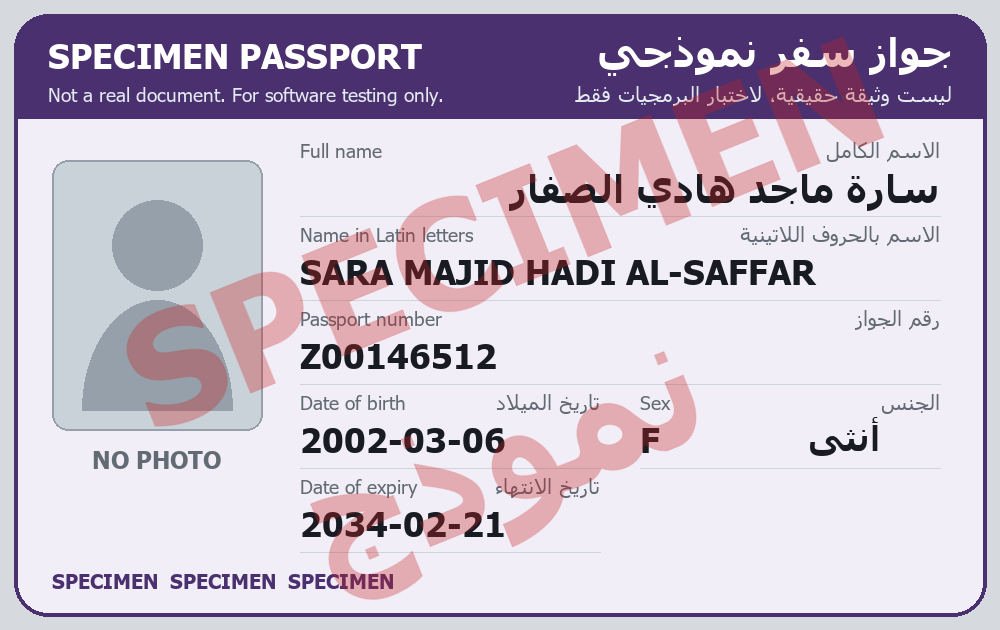 SPECIMEN PASSPORT
جواز سفر نموذجي
Not a real document. For software testing only.
ليست وثيقة حقيقية. لاختبار البرمجيات فقط
Full name
الاسم الكامل
سارة ماجد هادي الصفار
Name in Latin letters
الاسم بالحروف اللاتينية
SARA MAJID HADI AL-SAFFAR
Passport number
رقم الجواز
Z00146512
Date of birth
تاريخ الميلاد
Sex
الجنس
2002-03-06
F
أنثى
Date of expiry
تاريخ الانتهاء
2034-02-21
NO PHOTO
SPECIMEN SPECIMEN SPECIMEN
SPECIMEN
نموذج